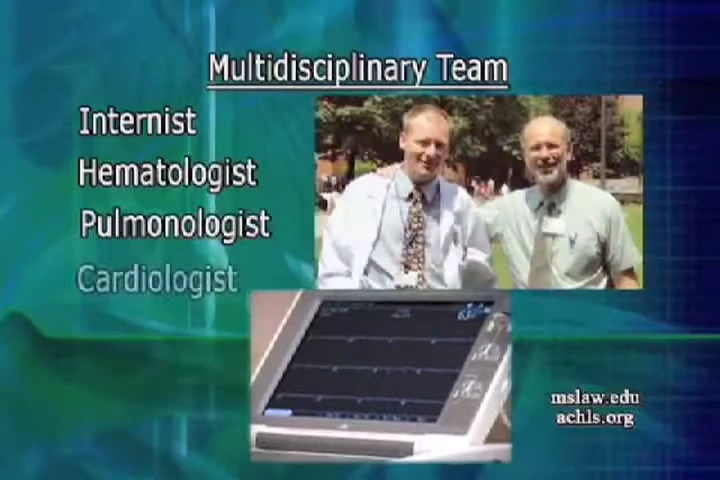 Multidisciplinary Team
Internist
Hematologist
Pulmonologist
Cardiologist
mslaw.edu
achls.org